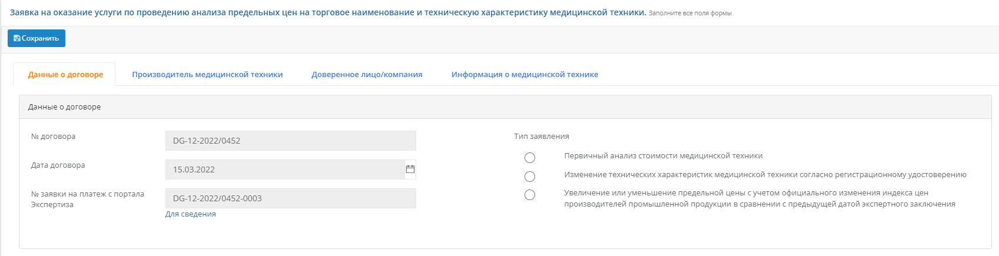 Заявка на оказание услуги по проведению анализа предельных цен на торговое наименование и техническую характеристику медицинской техники. Заполните все поля формы
Сохранить
Данные о договоре Производитель медицинской техники Доверенное лицо/компания Информация о медицинской технике
Данные о договоре
№ договора DG-12-2022/0452
Дата договора 15.03.2022
№ заявки на платеж с портала
Экспертиза DG-12-2022/0452-0003
Для сведения
Тип заявления
Первичный анализ стоимости медицинской техники
Изменение технических характеристик медицинской техники согласно регистрационному удостоверению
Увеличение или уменьшение предельной цены с учетом официального изменения индекса цен
производителей промышленной продукции в сравнении с предыдущей датой экспертного заключения